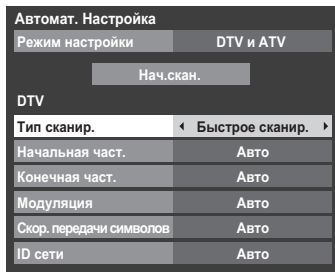 Автомат. Настройка
Режим настройки DTV и ATV
Нач.скан.
DTV
Тип сканир. Быстрое сканир.
Начальная част. Авто
Конечная част. Авто
Модуляция Авто
Скор. передачи символов Авто
ID сети Авто